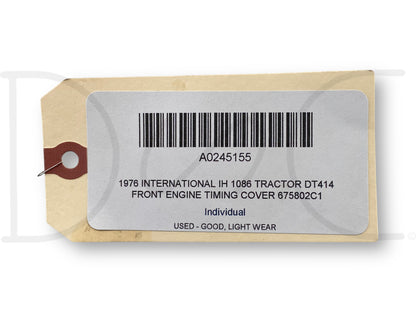 A0245155
1976 INTERNATIONAL IH 1086 TRACTOR DT414
FRONT ENGINE TIMING COVER 675802C1
Individual
USED - GOOD, LIGHT WEAR